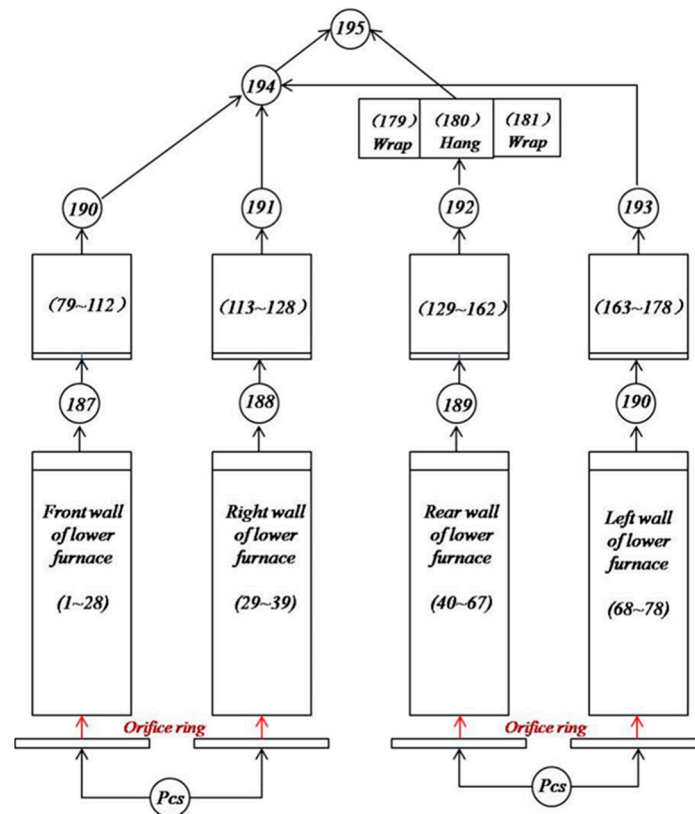 195
194
(179) Wrap
(180) Hang
(181) Wrap
190
191
192
193
(79~112)
(113~128)
(129~162)
(163~178)
187
188
189
190
Front wall
of lower
furnace
(1~28)
Right wall
of lower
furnace
(29~39)
Rear wall
of lower
furnace
(40~67)
Left wall
of lower
furnace
(68~78)
Orifice ring
Orifice ring
Pcs
Pcs